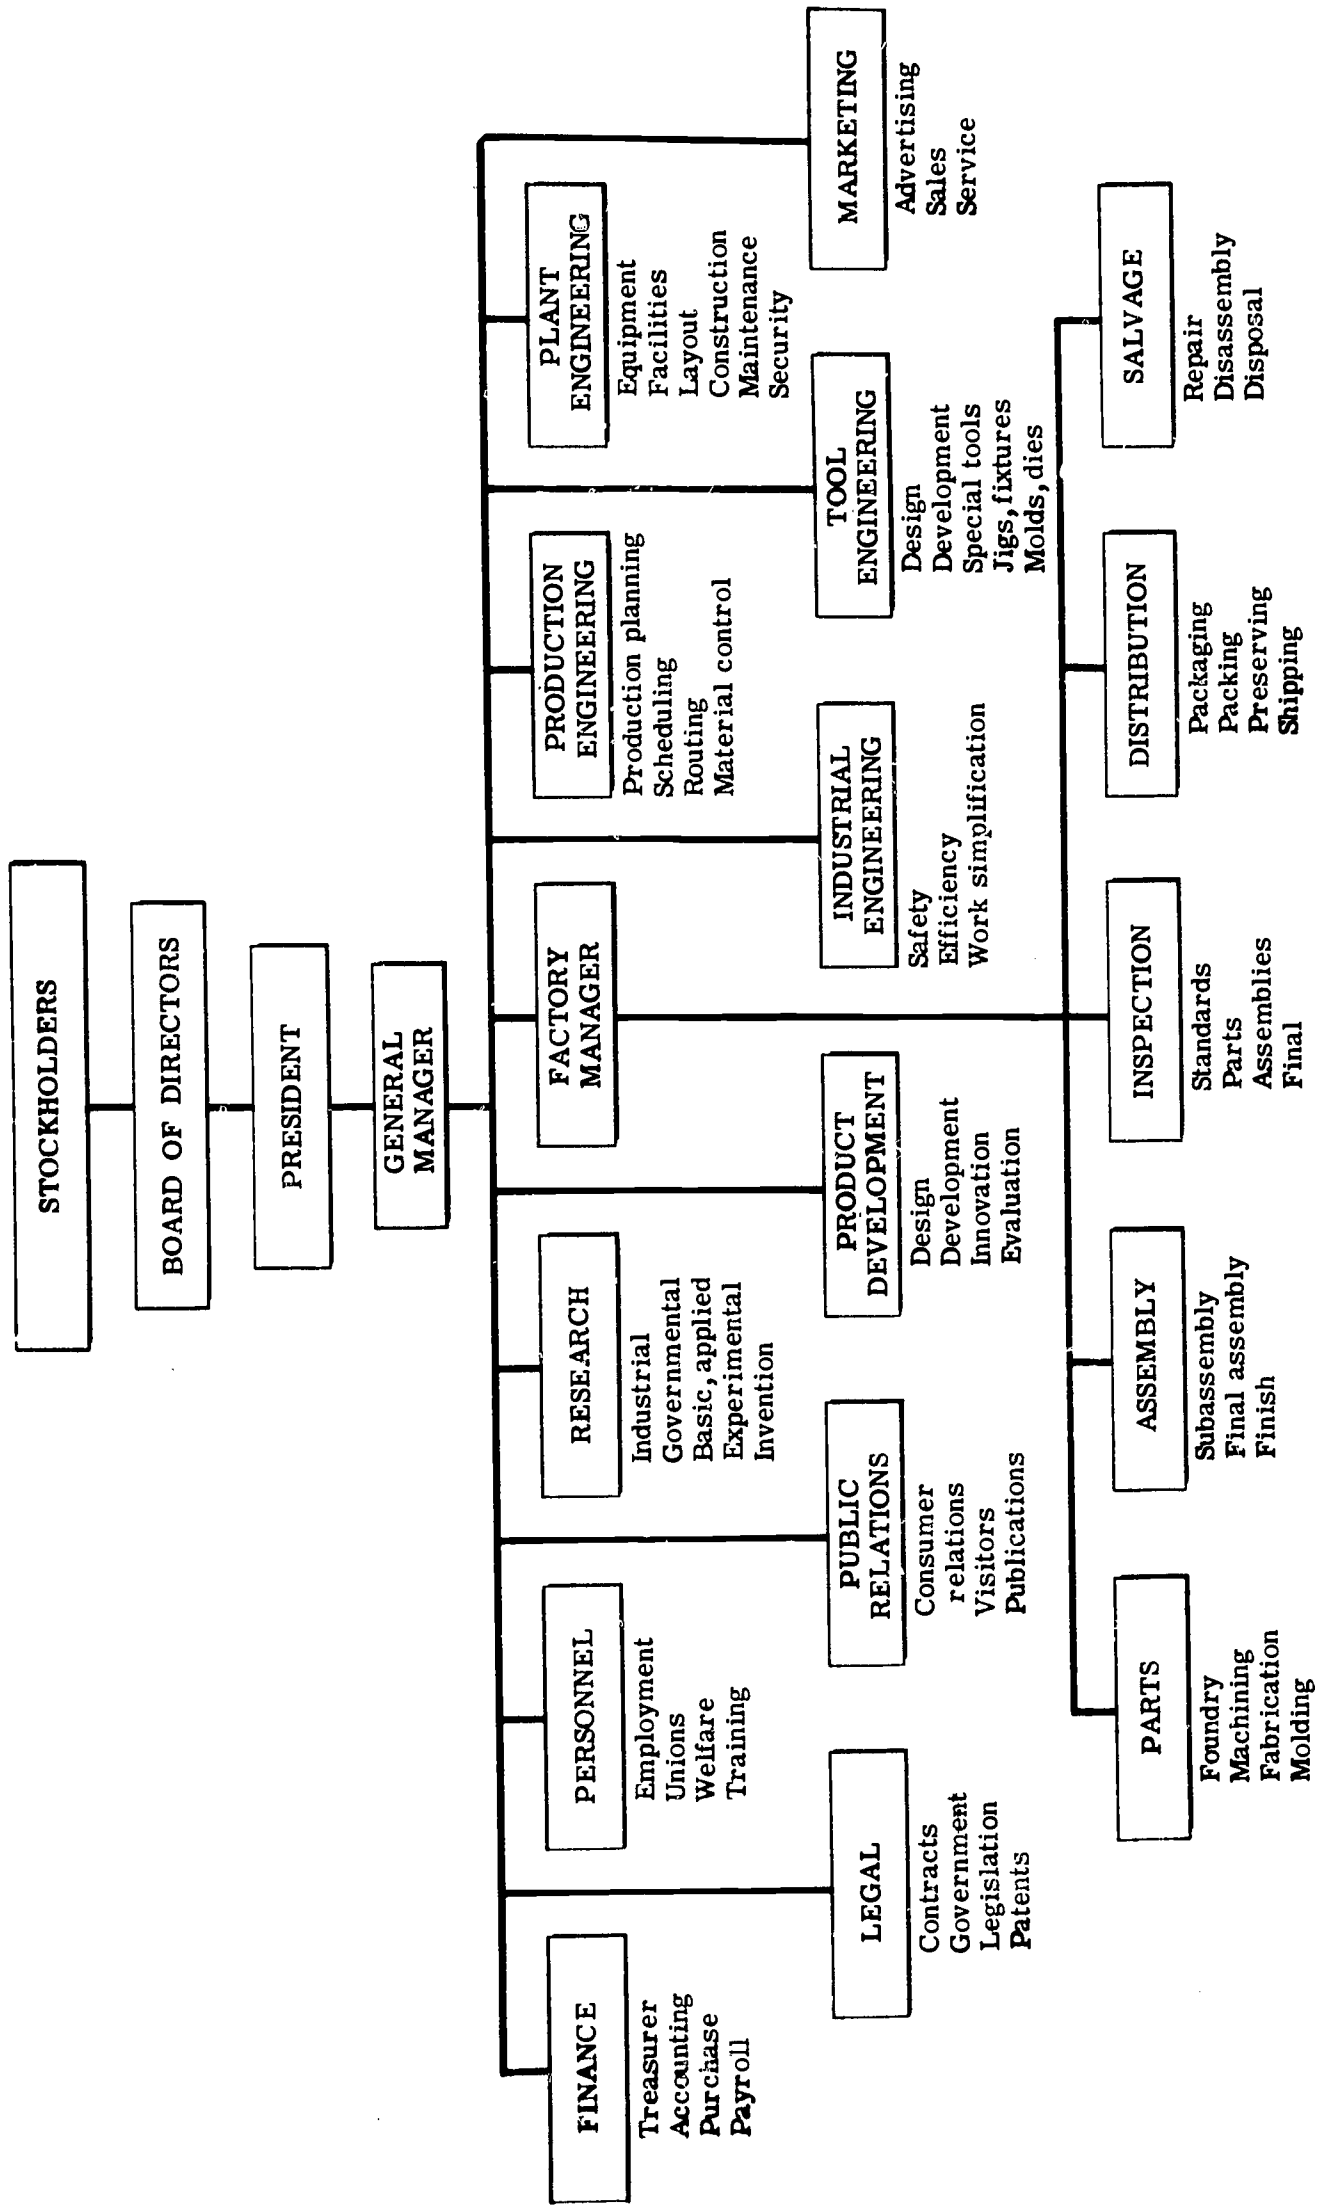 STOCKHOLDERS
BOARD OF DIRECTORS
PRESIDENT
GENERAL
MANAGER
FINANCE
Treasurer
Accounting
Purchase
Payroll
PERSONNEL
Employment
Unions
Welfare
Training
RESEARCH
Industrial
Governmental
Basic, applied
Experimental
Invention
FACTORY
MANAGER
PRODUCTION
ENGINEERING
Production planning
Scheduling
Routing
Material control
PLANT
ENGINEERING
Equipment
Facilities
Layout
Construction
Maintenance
Security
LEGAL
Contracts
Government
Legislation
Patents
PUBLIC
RELATIONS
Consumer
relations
Visitors
Publications
PRODUCT
DEVELOPMENT
Design
Development
Innovation
Evaluation
INDUSTRIAL
ENGINEERING
Safety
Efficiency
Work simplification
TOOL
ENGINEERING
Design
Development
Special tools
Jigs, fixtures
Molds, dies
MARKETING
Advertising
Sales
Service
PARTS
Foundry
Machining
Fabrication
Molding
ASSEMBLY
Subassembly
Final assembly
Finish
INSPECTION
Standards
Parts
Assemblies
Final
DISTRIBUTION
Packaging
Packing
Preserving
Shipping
SALVAGE
Repair
Disassembly
Disposal